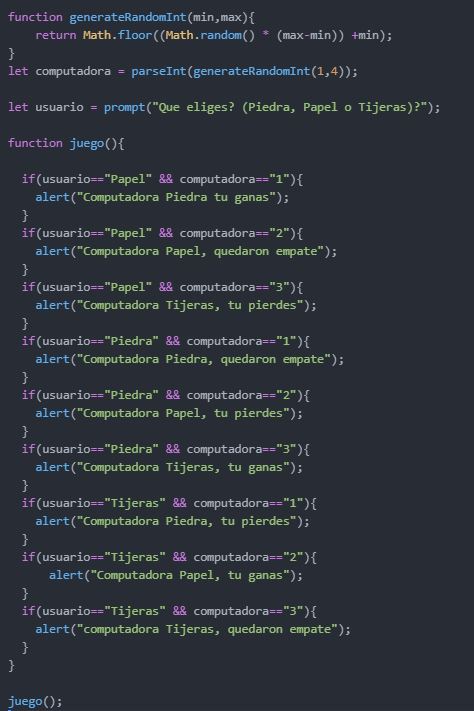 function generateRandomInt(min,max){
    return Math.floor((Math.random() * (max-min)) +min);
}
let computadora = parseInt(generateRandomInt(1,4));

let usuario = prompt("Que eliges? (Piedra, Papel o Tijeras)?");

function juego(){

  if(usuario=="Papel" && computadora=="1"){
    alert("Computadora Piedra tu ganas");
  }
  if(usuario=="Papel" && computadora=="2"){
    alert("Computadora Papel, quedaron empate");
  }
  if(usuario=="Papel" && computadora=="3"){
    alert("Computadora Tijeras, tu pierdes");
  }
  if(usuario=="Piedra" && computadora=="1"){
    alert("Computadora Piedra, quedaron empate");
  }
  if(usuario=="Piedra" && computadora=="2"){
    alert("Computadora Papel, tu pierdes");
  }
  if(usuario=="Piedra" && computadora=="3"){
    alert("Computadora Tijeras, tu ganas");
  }
  if(usuario=="Tijeras" && computadora=="1"){
    alert("Computadora Piedra, tu pierdes");
  }
  if(usuario=="Tijeras" && computadora=="2"){
      alert("Computadora Papel, tu ganas");
  }
  if(usuario=="Tijeras" && computadora=="3"){
    alert("computadora Tijeras, quedaron empate");
  }
}

juego();